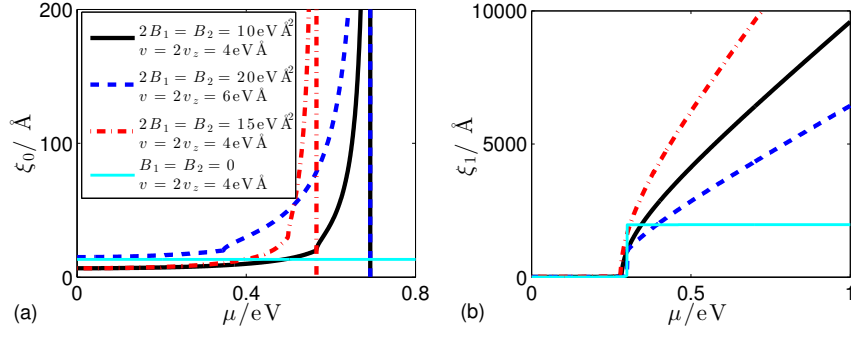 200
100
0
ξ₀/ Å
2B₁ = B₂ = 10eVÅ²
v = 2v_z = 4eVÅ
2B₁ = B₂ = 20eVÅ²
v = 2v_z = 6eVÅ
2B₁ = B₂ = 15eVÅ²
v = 2v_z = 4eVÅ
B₁ = B₂ = 0
v = 2v_z = 4eVÅ
0 0.4 0.8
μ/eV
(a)
10000
5000
0
ξ₁/ Å
0 0.5 1
μ/eV
(b)